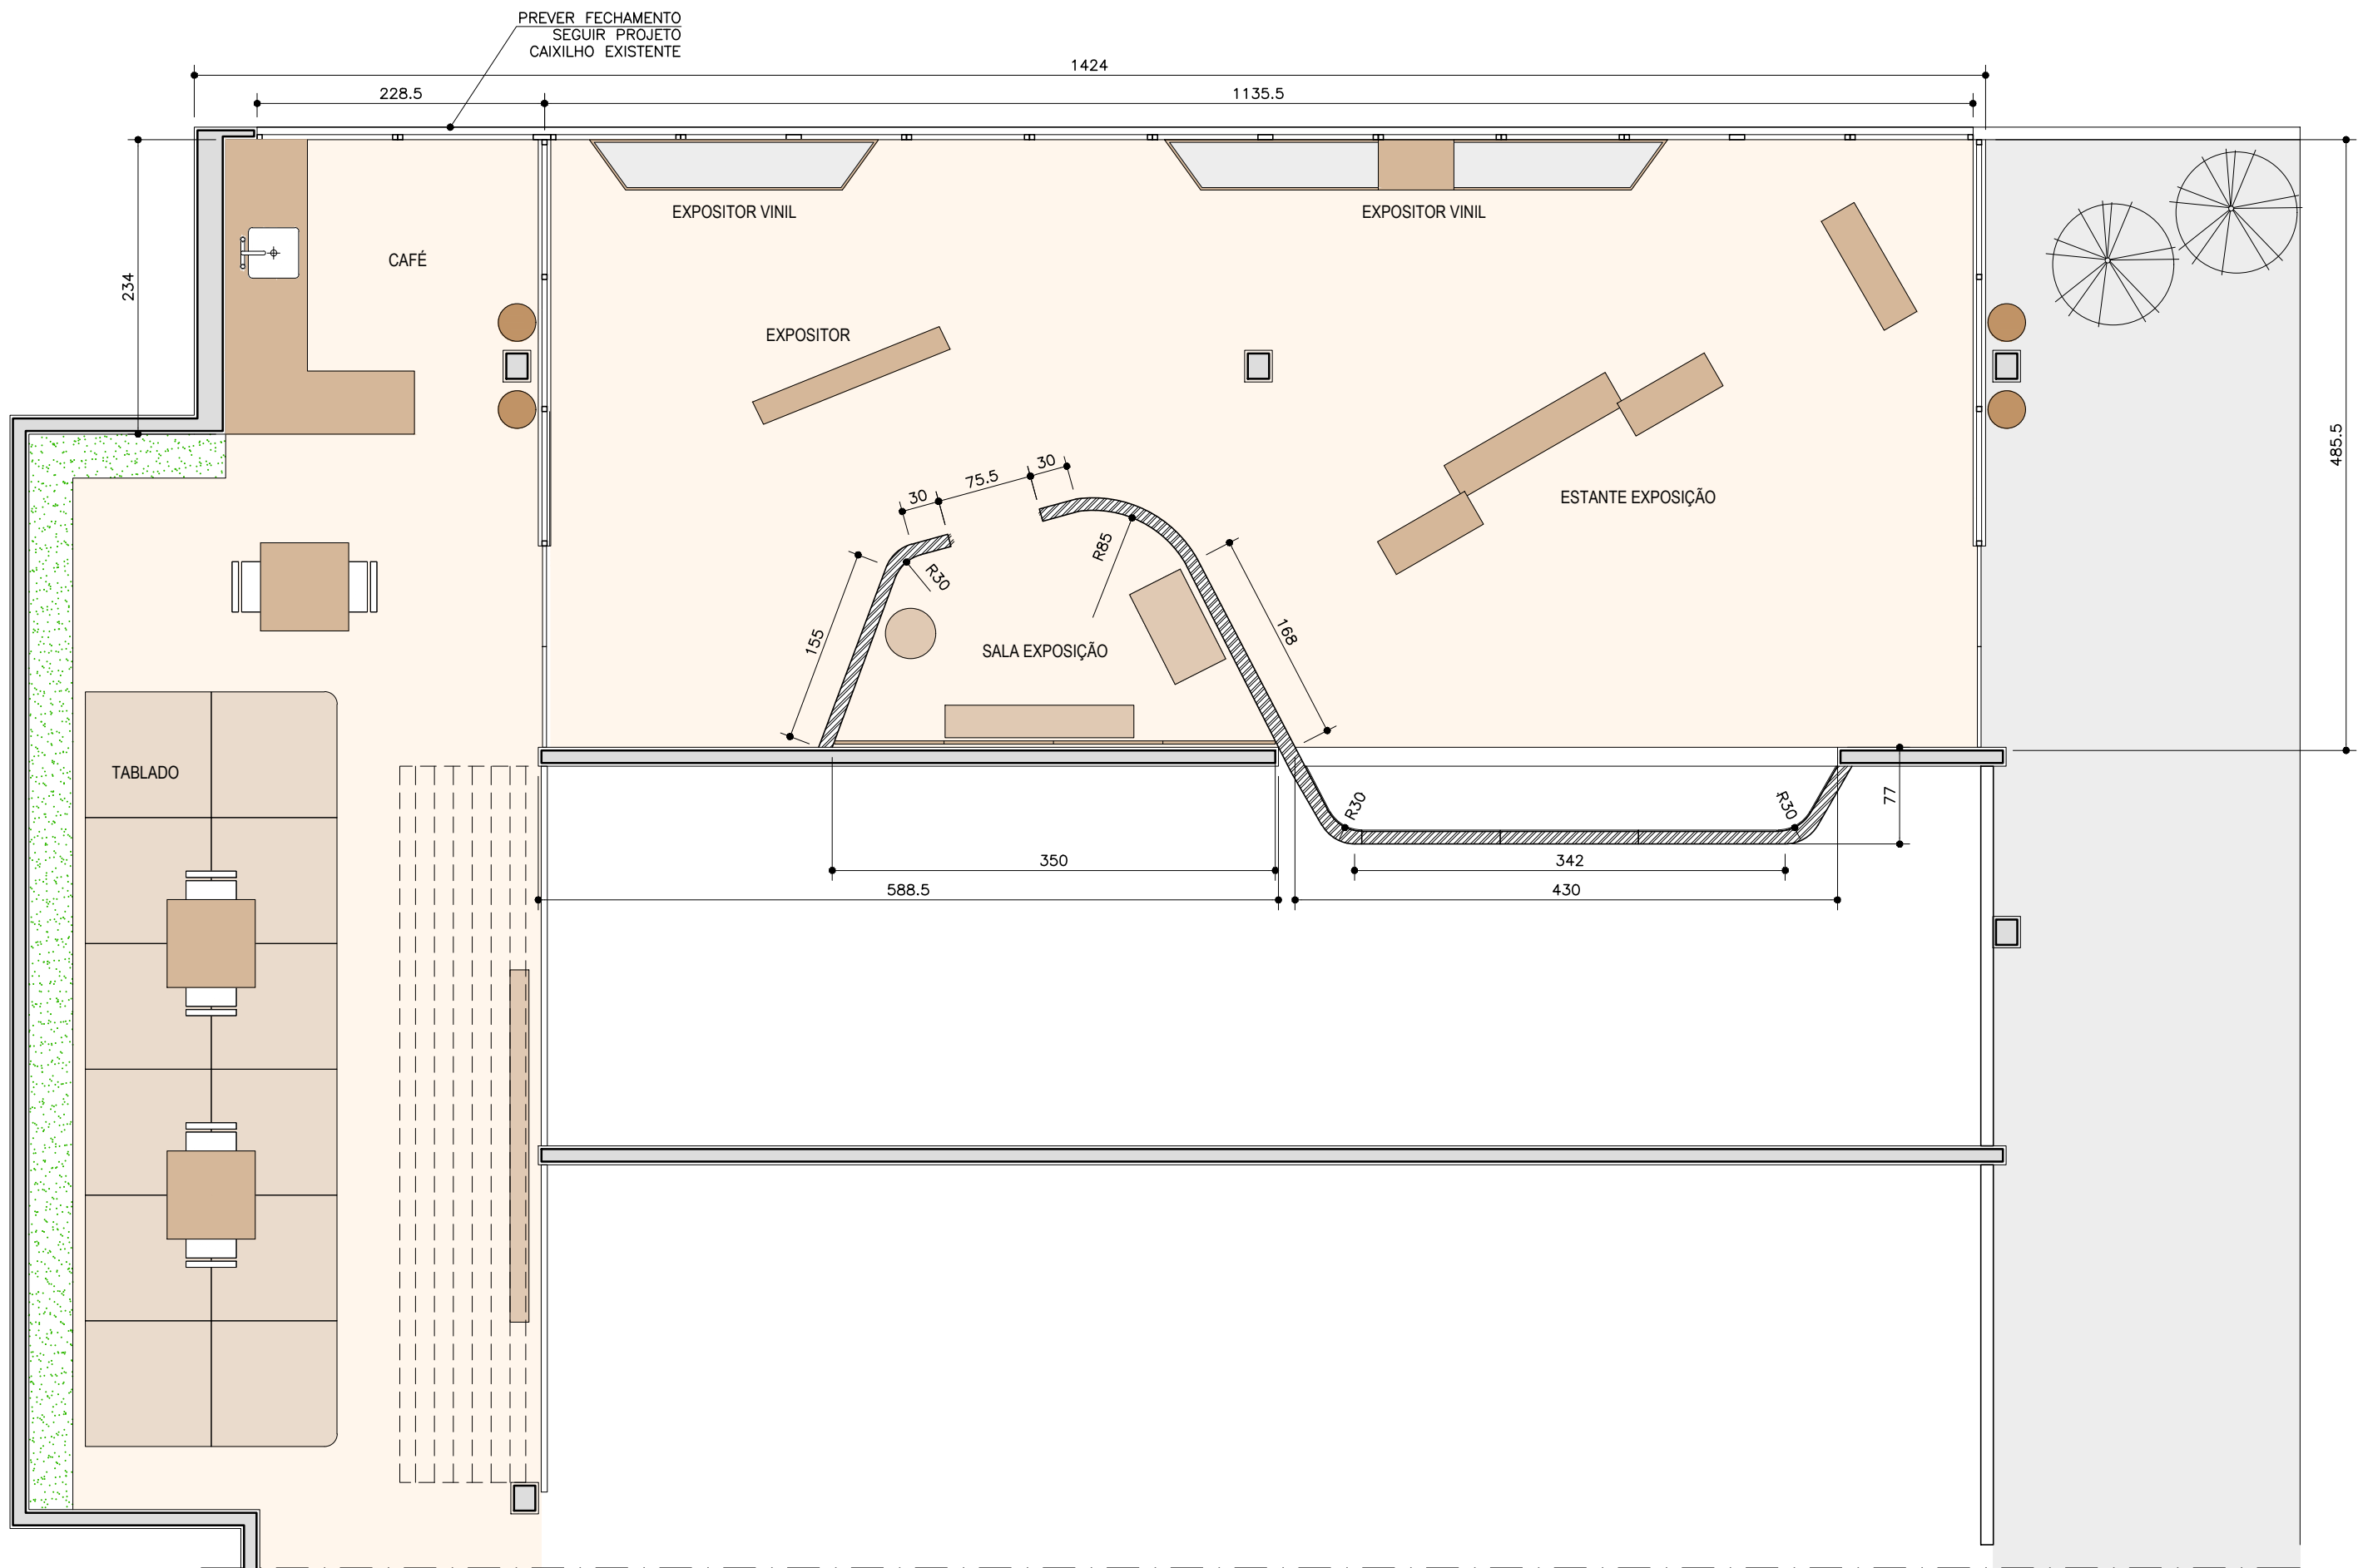 PREVER FECHAMENTO
SEGUIR PROJETO
CAIXILHO EXISTENTE
1424
228.5
1135.5
EXPOSITOR VINIL
EXPOSITOR VINIL
CAFÉ
234
EXPOSITOR
485.5
30
75.5
30
ESTANTE EXPOSIÇÃO
R85
R30
155
168
SALA EXPOSIÇÃO
TABLADO
R30
R30
77
350
342
588.5
430